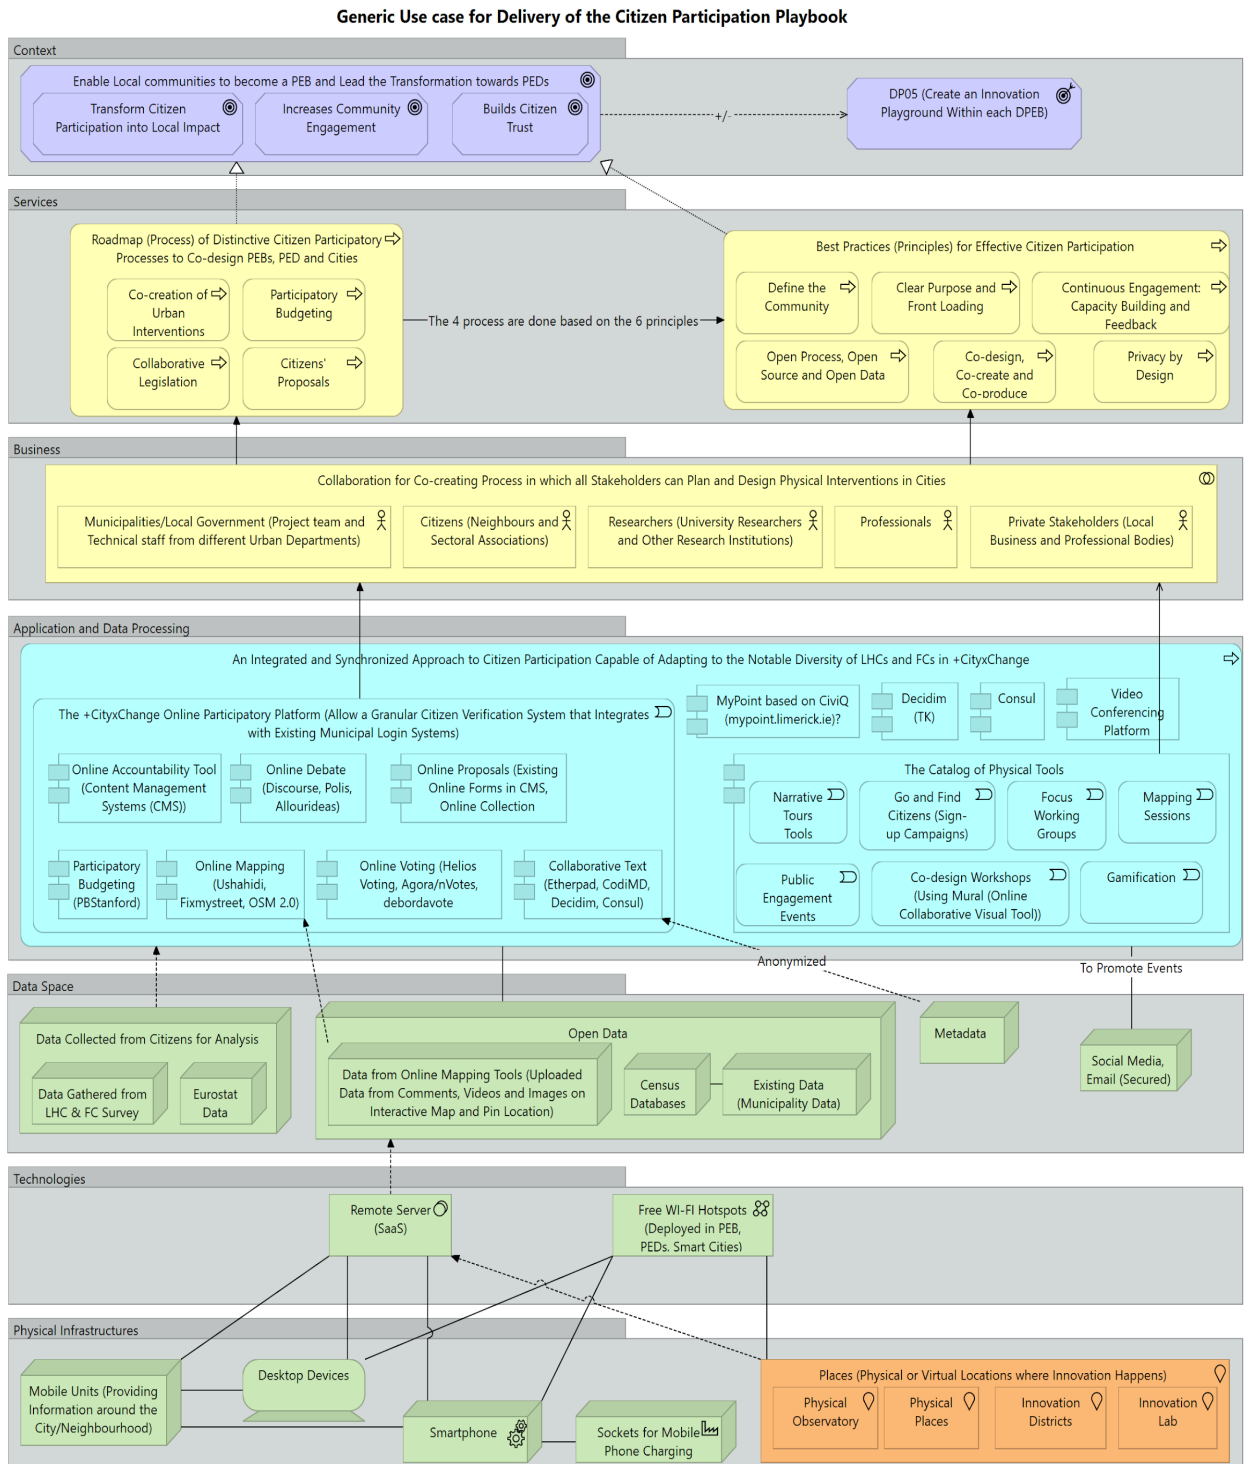 Generic Use case for Delivery of the Citizen Participation Playbook
Context
Enable Local communities to become a PEB and Lead the Transformation towards PEDs
Transform Citizen
Participation into Local Impact
Increases Community
Engagement
Builds Citizen
Trust
+/-
DP05 (Create an Innovation
Playground Within each DPEB)
Services
Roadmap (Process) of Distinctive Citizen Participatory
Processes to Co-design PEBs, PED and Cities
Co-creation of
Urban
Interventions
Participatory
Budgeting
Collaborative
Legislation
Citizens'
Proposals
The 4 process are done based on the 6 principles
Best Practices (Principles) for Effective Citizen Participation
Define the
Community
Clear Purpose and
Front Loading
Continuous Engagement:
Capacity Building and
Feedback
Open Process, Open
Source and Open Data
Co-design,
Co-create and
Co-produce
Privacy by
Design
Business
Collaboration for Co-creating Process in which all Stakeholders can Plan and Design Physical Interventions in Cities
Municipalities/Local Government (Project team and
Technical staff from different Urban Departments)
Citizens (Neighbours and
Sectoral Associations)
Researchers (University Researchers
and Other Research Institutions)
Professionals
Private Stakeholders (Local
Business and Professional Bodies)
Application and Data Processing
An Integrated and Synchronized Approach to Citizen Participation Capable of Adapting to the Notable Diversity of LHCs and FCs in +CityxChange
The +CityxChange Online Participatory Platform (Allow a Granular Citizen Verification System that Integrates
with Existing Municipal Login Systems)
Online Accountability Tool
(Content Management
Systems (CMS))
Online Debate
(Discourse, Polis,
Allourideas)
Online Proposals (Existing
Online Forms in CMS,
Online Collection
Participatory
Budgeting
(PBStanford)
Online Mapping
(Ushahidi,
Fixmystreet, OSM 2.0)
Online Voting (Helios
Voting, Agora/nVotes,
debordavote)
Collaborative Text
(Etherpad, CodiMD,
Decidim, Consul)
MyPoint based on CiviQ
(mypoint.limerick.ie)?
Decidim
(TK)
Consul
Video
Conferencing
Platform
The Catalog of Physical Tools
Narrative
Tours
Tools
Go and Find
Citizens (Sign-
up Campaigns)
Focus
Working
Groups
Mapping
Sessions
Public
Engagement
Events
Co-design Workshops
(Using Mural (Online
Collaborative Visual Tool))
Gamification
Anonymized
To Promote Events
Data Space
Data Collected from Citizens for Analysis
Data Gathered from
LHC & FC Survey
Eurostat
Data
Open Data
Data from Online Mapping Tools (Uploaded
Data from Comments, Videos and Images on
Interactive Map and Pin Location)
Census
Databases
Existing Data
(Municipality Data)
Metadata
Social Media,
Email (Secured)
Technologies
Remote Server
(SaaS)
Free WI-FI Hotspots
(Deployed in PEB,
PEDs, Smart Cities)
Physical Infrastructures
Mobile Units (Providing
Information around the
City/Neighbourhood)
Desktop Devices
Smartphone
Sockets for Mobile
Phone Charging
Places (Physical or Virtual Locations where Innovation Happens)
Physical
Observatory
Physical
Places
Innovation
Districts
Innovation
Lab